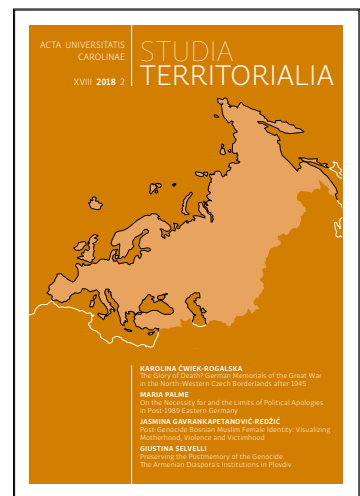 ACTA UNIVERSITATIS
CAROLINAE
XVIII 2018 2
STUDIA
TERRITORIALIA
KAROLINA ĆWIEK-ROGALSKA
The Glory of Death? German Memorials of the Great War
in the North-Western Czech Borderlands after 1945
MARIA PALME
On the Necessity for and the Limits of Political Apologies
in Post-1989 Eastern Germany
JASMINA GAVRANKAPETANOVIĆ-REDŽIĆ
Post-Genocide Bosnian Muslim Female Identity: Visualizing
Motherhood, Violence and Victimhood
GIUSTINA SELVELLI
Preserving the Postmemory of the Genocide:
The Armenian Diaspora's Institutions in Plovdiv